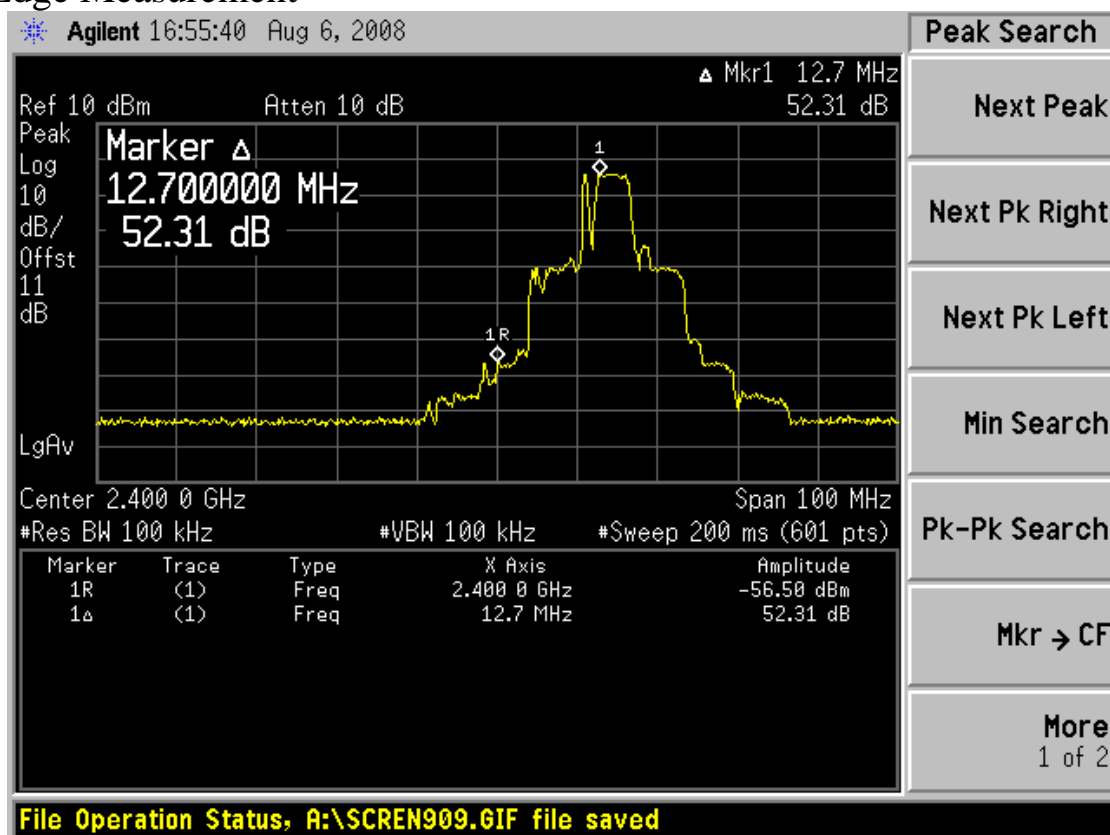 Edge Measurement
Agilent 16:55:40 Aug 6, 2008
Peak Search
Δ Mkr1 12.7 MHz
Ref 10 dBm Atten 10 dB 52.31 dB
Peak
Log
10
dB/
Offst
11
dB
LgAv
Marker Δ
12.700000 MHz
52.31 dB
1
1R
Center 2.400 0 GHz Span 100 MHz
#Res BW 100 kHz #VBW 100 kHz #Sweep 200 ms (601 pts)
Marker Trace Type X Axis Amplitude
1R (1) Freq 2.400 0 GHz -56.50 dBm
1Δ (1) Freq 12.7 MHz 52.31 dB
Next Peak
Next Pk Right
Next Pk Left
Min Search
Pk-Pk Search
Mkr → CF
More
1 of 2
File Operation Status, A:\SCREN909.GIF file saved